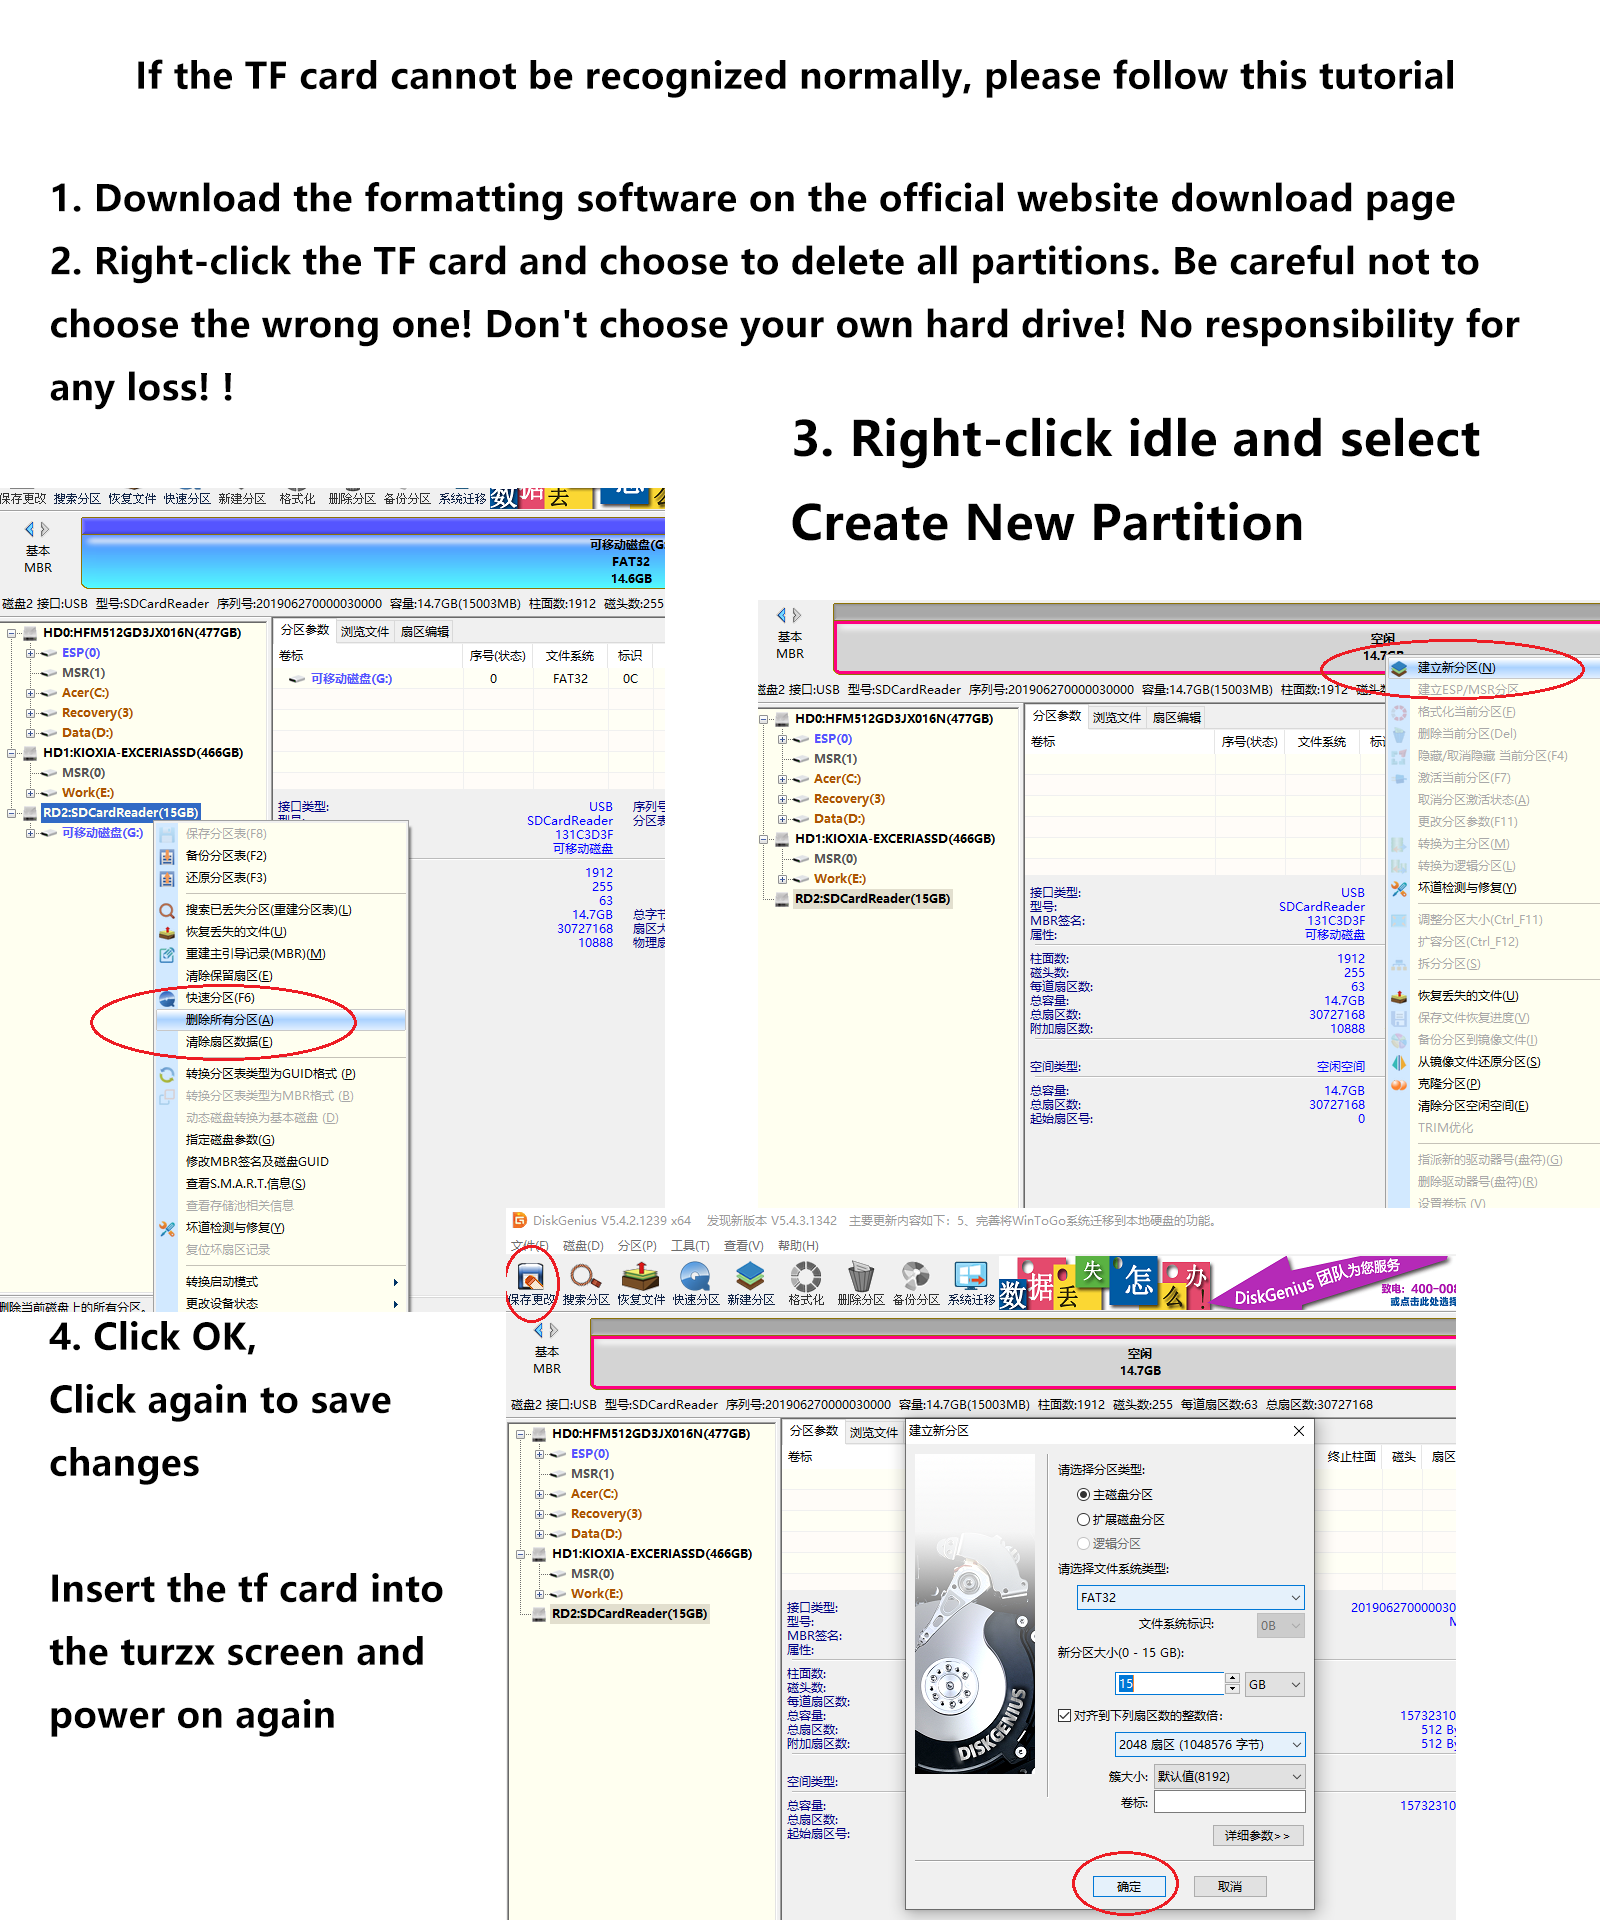 If the TF card cannot be recognized normally, please follow this tutorial
1. Download the formatting software on the official website download page
2. Right-click the TF card and choose to delete all partitions. Be careful not to
choose the wrong one! Don't choose your own hard drive! No responsibility for
any loss! !
3. Right-click idle and select
Create New Partition
保存更改 搜索分区 恢复文件 快速分区 新建分区 格式化 删除分区 备份分区 系统迁移 数据丢
基本
MBR
可移动磁盘(G:
FAT32
14.6GB
磁盘2 接口:USB 型号:SDCardReader 序列号:201906270000030000 容量:14.7GB(15003MB) 柱面数:1912 磁头数:255
HD0:HFM512GD3JX016N(477GB)
ESP(0)
MSR(1)
Acer(C:)
Recovery(3)
Data(D:)
HD1:KIOXIA-EXCERIASSD(466GB)
MSR(0)
Work(E:)
RD2:SDCardReader(15GB)
可移动磁盘(G:)
分区参数 浏览文件 扇区编辑
卷标 序号(状态) 文件系统 标识
可移动磁盘(G:) 0 FAT32 0C
接口类型: USB 序列号
SDCardReader 分区表
131C3D3F
可移动磁盘
1912
255
63
14.7GB 总字节
30727168 扇区大
10888 物理扇
保存分区表(F8)
备份分区表(F2)
还原分区表(F3)
搜索已丢失分区(重建分区表)(L)
恢复丢失的文件(U)
重建主引导记录(MBR)(M)
清除保留扇区(E)
快速分区(F6)
删除所有分区(A)
清除扇区数据(E)
转换分区表类型为GUID格式 (P)
转换分区表类型为MBR格式 (B)
动态磁盘转换为基本磁盘 (D)
指定磁盘参数(G)
修改MBR签名及磁盘GUID
查看S.M.A.R.T.信息(S)
查看存储池相关信息
坏道检测与修复(Y)
复位坏扇区记录
转换启动模式
更改设备状态
删除当前磁盘上的所有分区。
基本
MBR
空闲
14.7GB
磁盘2 接口:USB 型号:SDCardReader 序列号:201906270000030000 容量:14.7GB(15003MB) 柱面数:1912 磁头数
HD0:HFM512GD3JX016N(477GB)
ESP(0)
MSR(1)
Acer(C:)
Recovery(3)
Data(D:)
HD1:KIOXIA-EXCERIASSD(466GB)
MSR(0)
Work(E:)
RD2:SDCardReader(15GB)
分区参数 浏览文件 扇区编辑
卷标 序号(状态) 文件系统 标识
接口类型: USB
型号: SDCardReader
MBR签名: 131C3D3F
属性: 可移动磁盘
柱面数: 1912
磁头数: 255
每道扇区数: 63
总容量: 14.7GB
总扇区数: 30727168
附加扇区数: 10888
空间类型: 空闲空间
总容量: 14.7GB
总扇区数: 30727168
起始扇区号: 0
建立新分区(N)
建立ESP/MSR分区
格式化当前分区(F)
删除当前分区(Del)
隐藏/取消隐藏 当前分区(F4)
激活当前分区(F7)
取消分区激活状态(A)
更改分区参数(F11)
转换为主分区(M)
转换为逻辑分区(L)
坏道检测与修复(Y)
调整分区大小(Ctrl_F11)
扩容分区(Ctrl_F12)
拆分分区(S)
恢复丢失的文件(U)
保存文件恢复进度(V)
备份分区到镜像文件(I)
从镜像文件还原分区(S)
克隆分区(P)
清除分区空闲空间(E)
TRIM优化
指派新的驱动器号(盘符)(G)
删除驱动器号(盘符)(R)
设置卷标 (V)
4. Click OK,
Click again to save
changes
Insert the tf card into
the turzx screen and
power on again
DiskGenius V5.4.2.1239 x64 发现新版本 V5.4.3.1342 主要更新内容如下: 5、完善将WinToGo系统迁移到本地硬盘的功能。
文件(F) 磁盘(D) 分区(P) 工具(T) 查看(V) 帮助(H)
保存更改 搜索分区 恢复文件 快速分区 新建分区 格式化 删除分区 备份分区 系统迁移 数据丢失怎么办! DiskGenius 团队为您服务
致电: 400-008
或点击此处选择
基本
MBR
空闲
14.7GB
磁盘2 接口:USB 型号:SDCardReader 序列号:201906270000030000 容量:14.7GB(15003MB) 柱面数:1912 磁头数:255 每道扇区数:63 总扇区数:30727168
HD0:HFM512GD3JX016N(477GB)
ESP(0)
MSR(1)
Acer(C:)
Recovery(3)
Data(D:)
HD1:KIOXIA-EXCERIASSD(466GB)
MSR(0)
Work(E:)
RD2:SDCardReader(15GB)
分区参数 浏览文件
卷标 终止柱面 磁头 扇区
接口类型: 201906270000030
型号:
MBR签名:
属性:
柱面数:
磁头数:
每道扇区数:
总容量: 15732310
总扇区数: 512 By
附加扇区数: 512 By
空间类型:
总容量: 15732310
总扇区数:
起始扇区号:
建立新分区
请选择分区类型:
主磁盘分区
扩展磁盘分区
逻辑分区
请选择文件系统类型:
FAT32
文件系统标识: 0B
新分区大小(0 - 15 GB):
15 GB
对齐到下列扇区数的整数倍:
2048 扇区 (1048576 字节)
簇大小: 默认值(8192)
卷标:
详细参数>>
确定 取消
DISKGENIUS